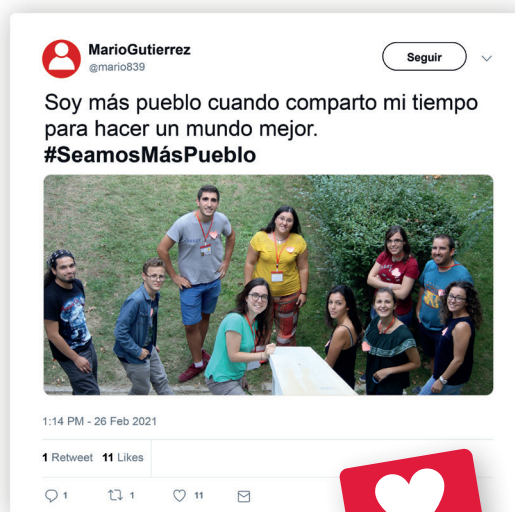 MarioGutierrez
@mario839
Seguir
Soy más pueblo cuando comparto mi tiempo
para hacer un mundo mejor.
#SeamosMásPueblo
1:14 PM - 26 Feb 2021
1 Retweet 11 Likes
1 1 11